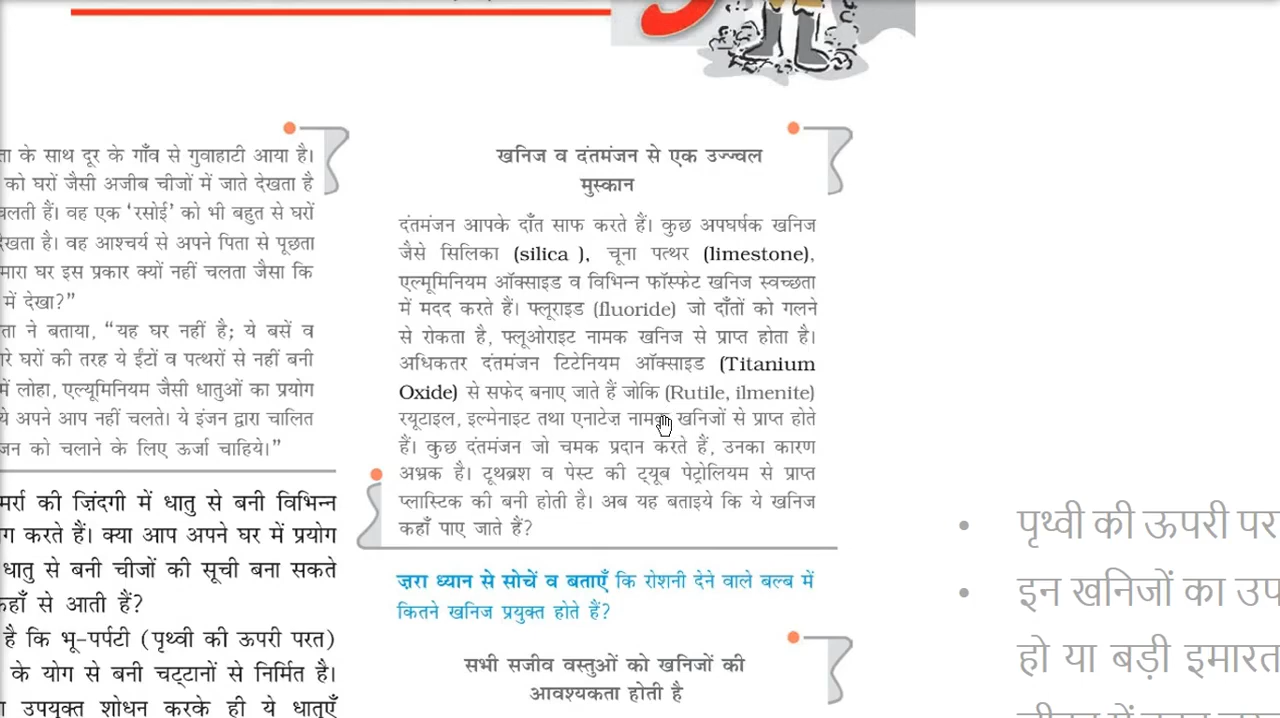 के साथ दूर के गाँव से गुवाहाटी आया है।
को घरों जैसी अजीब चीजों में जाते देखता है
चलती हैं। वह एक ‘रसोई’ को भी बहुत से घरों
देखता है। वह आश्चर्य से अपने पिता से पूछता
हमारा घर इस प्रकार क्यों नहीं चलता जैसा कि
में देखा?”
ने बताया, “यह घर नहीं है; ये बसें व
घरों की तरह ये ईंटों व पत्थरों से नहीं बनी
में लोहा, एल्यूमिनियम जैसी धातुओं का प्रयोग
ये अपने आप नहीं चलते। ये इंजन द्वारा चालित
को चलाने के लिए ऊर्जा चाहिये।”
की ज़िंदगी में धातु से बनी विभिन्न
करते हैं। क्या आप अपने घर में प्रयोग
धातु से बनी चीजों की सूची बना सकते
कहाँ से आती हैं?
है कि भू-पर्पटी (पृथ्वी की ऊपरी परत)
के योग से बनी चट्टानों से निर्मित है।
उपयुक्त शोधन करके ही ये धातुएँ
खनिज व दंतमंजन से एक उज्ज्वल
मुस्कान
दंतमंजन आपके दाँत साफ करते हैं। कुछ अपघर्षक खनिज
जैसे सिलिका (silica ), चूना पत्थर (limestone),
एल्मूमिनियम ऑक्साइड व विभिन्न फॉस्फेट खनिज स्वच्छता
में मदद करते हैं। फ्लूराइड (fluoride) जो दाँतों को गलने
से रोकता है, फ्लूओराइट नामक खनिज से प्राप्त होता है।
अधिकतर दंतमंजन टिटेनियम ऑक्साइड (Titanium
Oxide) से सफेद बनाए जाते हैं जोकि (Rutile, ilmenite)
रयूटाइल, इल्मेनाइट तथा एनाटेज़ नामक खनिजों से प्राप्त होते
हैं। कुछ दंतमंजन जो चमक प्रदान करते हैं, उनका कारण
अभ्रक है। टूथब्रश व पेस्ट की ट्यूब पेट्रोलियम से प्राप्त
प्लास्टिक की बनी होती है। अब यह बताइये कि ये खनिज
कहाँ पाए जाते हैं?
ज़रा ध्यान से सोचें व बताएँ कि रोशनी देने वाले बल्ब में
कितने खनिज प्रयुक्त होते हैं?
सभी सजीव वस्तुओं को खनिजों की
आवश्यकता होती है
• पृथ्वी की ऊपरी पर
• इन खनिजों का उप
हो या बड़ी इमारत